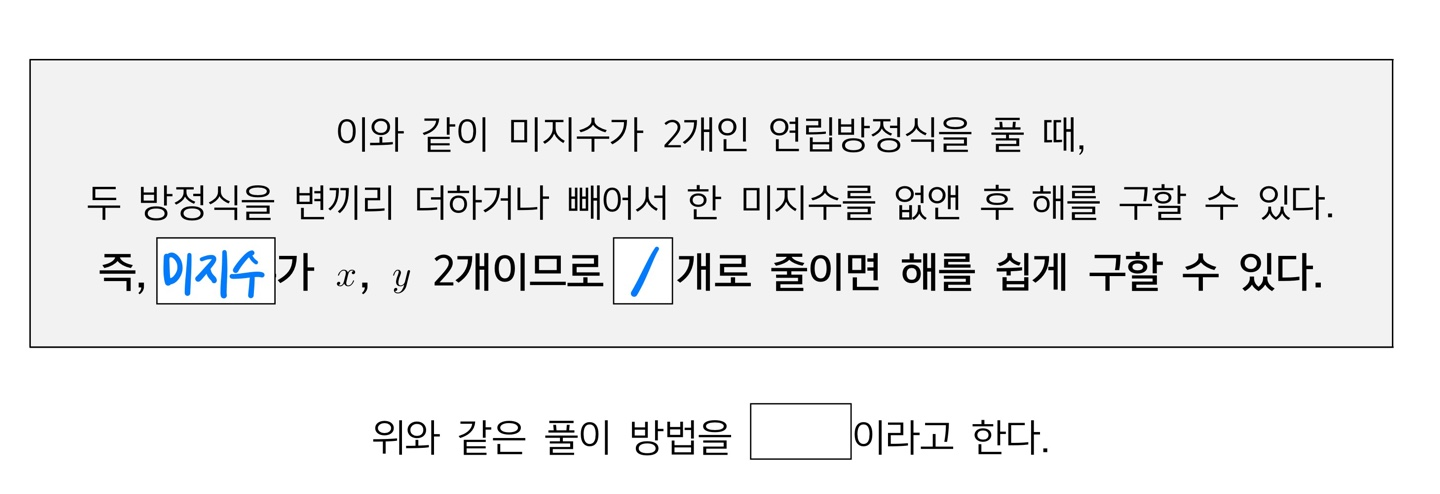 이와 같이 미지수가 2개인 연립방정식을 풀 때,
두 방정식을 변끼리 더하거나 빼어서 한 미지수를 없앤 후 해를 구할 수 있다.
즉, 미지수가 x, y 2개이므로 1개로 줄이면 해를 쉽게 구할 수 있다.
위와 같은 풀이 방법을 이라고 한다.